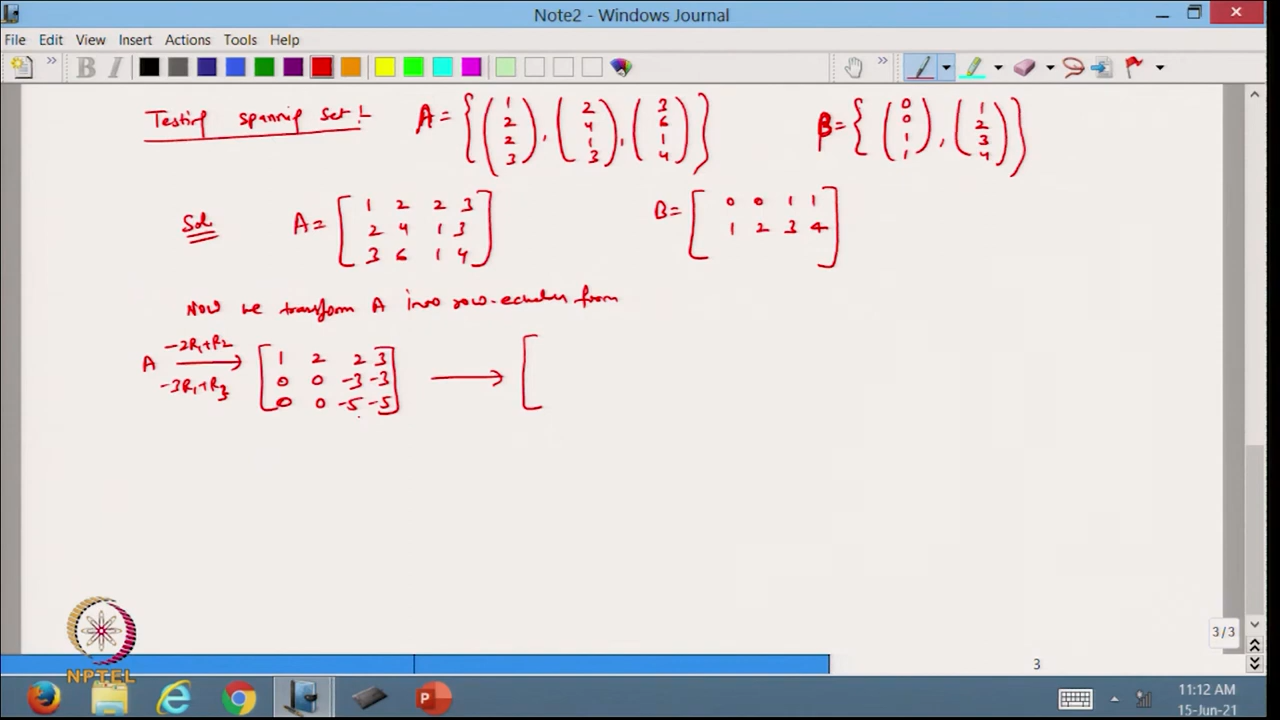 Note2 - Windows Journal
File Edit View Insert Actions Tools Help
Testing spannig set :- A = { (1 2 2 3), (2 4 1 3), (3 6 1 4) } B = { (0 0 1 1), (1 2 3 4) }
Sol A = [ 1 2 2 3
2 4 1 3
3 6 1 4 ]
B = [ 0 0 1 1
1 2 3 4 ]
Now we transform A into row-echelon from
A -2R1+R2
-3R1+R3
→ [ 1 2 2 3
0 0 -3 -3
0 0 -5 -5 ] → [
3/3
3
NPTEL
11:12 AM
15-Jun-21